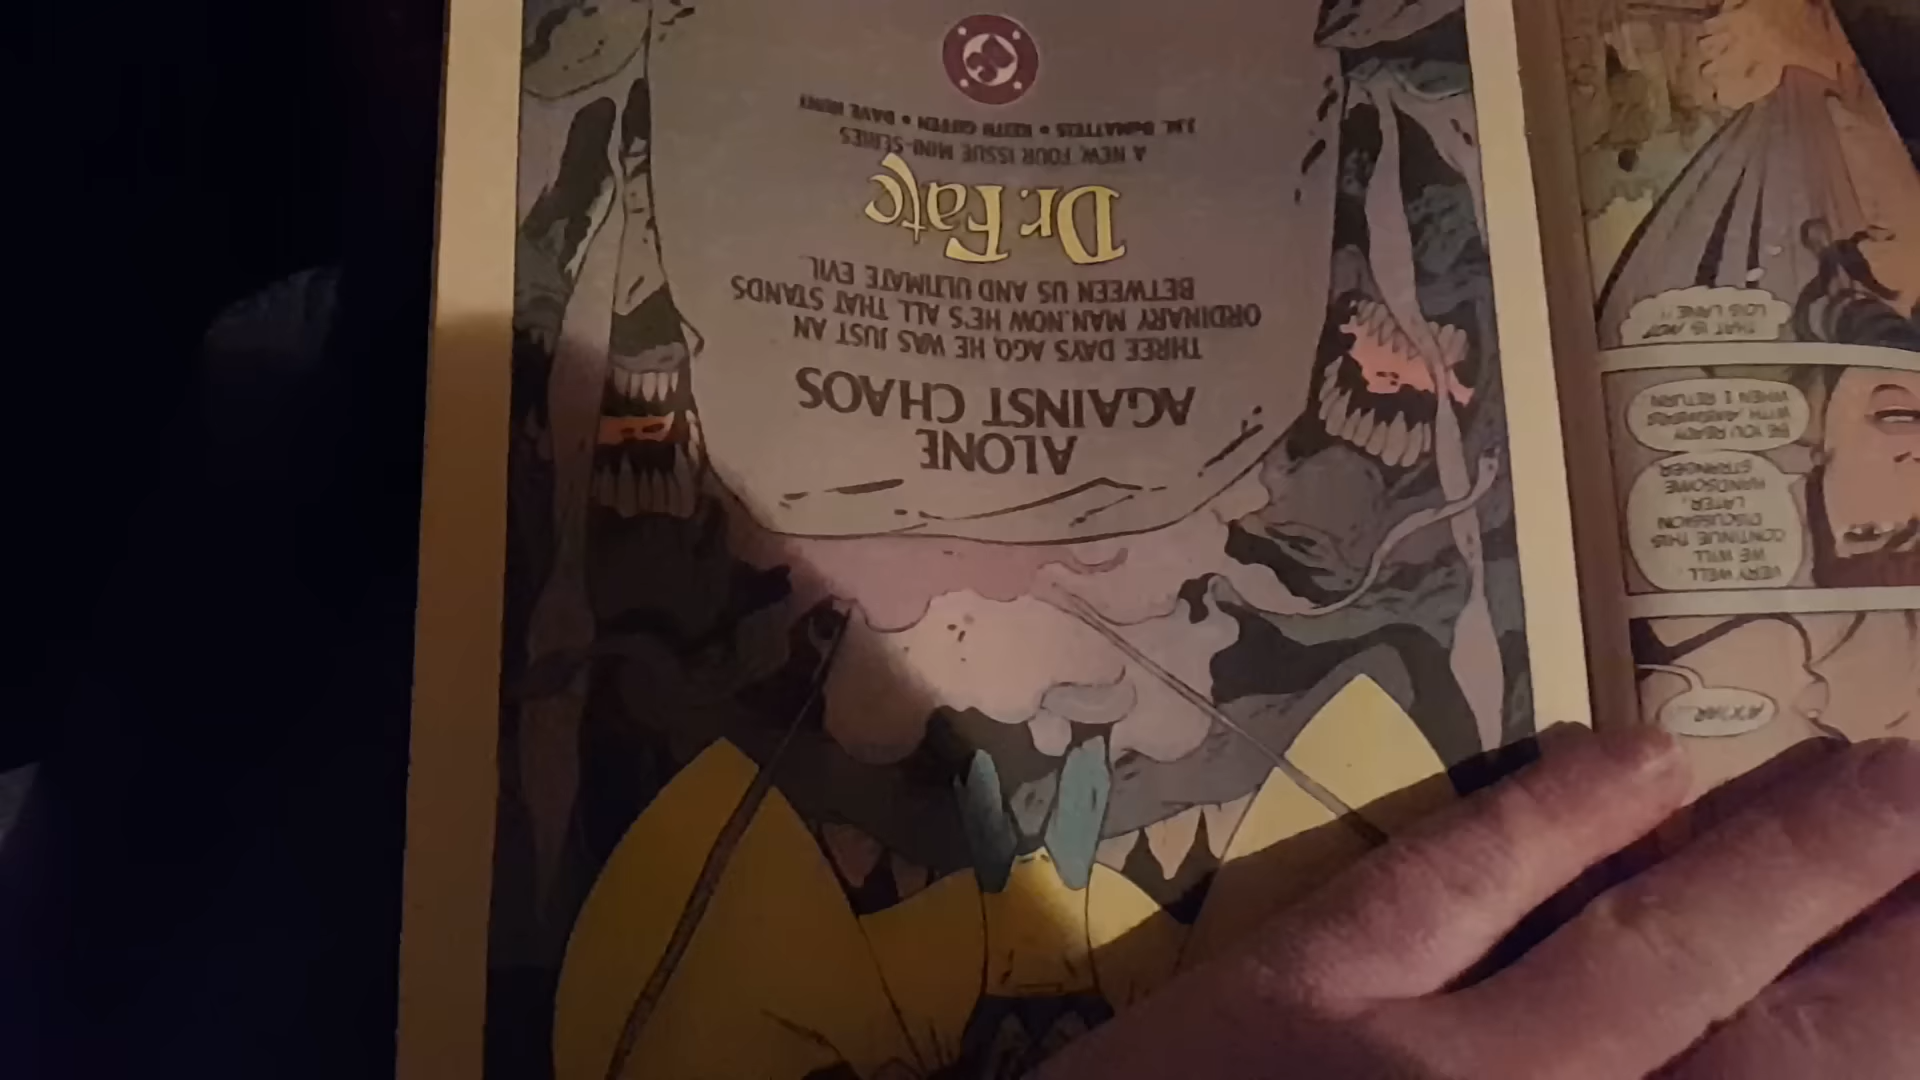 ALONE
AGAINST CHAOS
THREE DAYS AGO, HE WAS JUST AN
ORDINARY MAN. NOW HE'S ALL THAT STANDS
BETWEEN US AND ULTIMATE EVIL.
Dr. Fate
A NEW, FOUR ISSUE MINI-SERIES
J.M. DeMATTEIS • KEITH GIFFEN • DAVE HUNT
VERY WELL.
WE WILL
CONTINUE THIS
DISCUSSION
LATER,
HANDSOME
STRANGER
BE YOU READY
WITH ANSWERS
WHEN I RETURN
THAT IS NOT
LOIS LANE!!